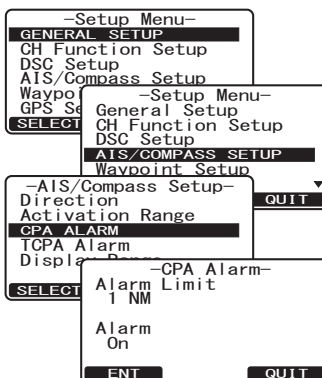 –Setup Menu–
GENERAL SETUP
CH Function Setup
DSC Setup
AIS/Compass Setup
Waypoi
GPS Se
SELECT
–Setup Menu–
General Setup
CH Function Setup
DSC Setup
AIS/COMPASS SETUP
Waypoint Setup
QUIT
–AIS/Compass Setup–
Direction
Activation Range
CPA ALARM
TCPA Alarm
Display Range
SELECT
–CPA Alarm–
Alarm Limit
1 NM
Alarm
On
ENT QUIT